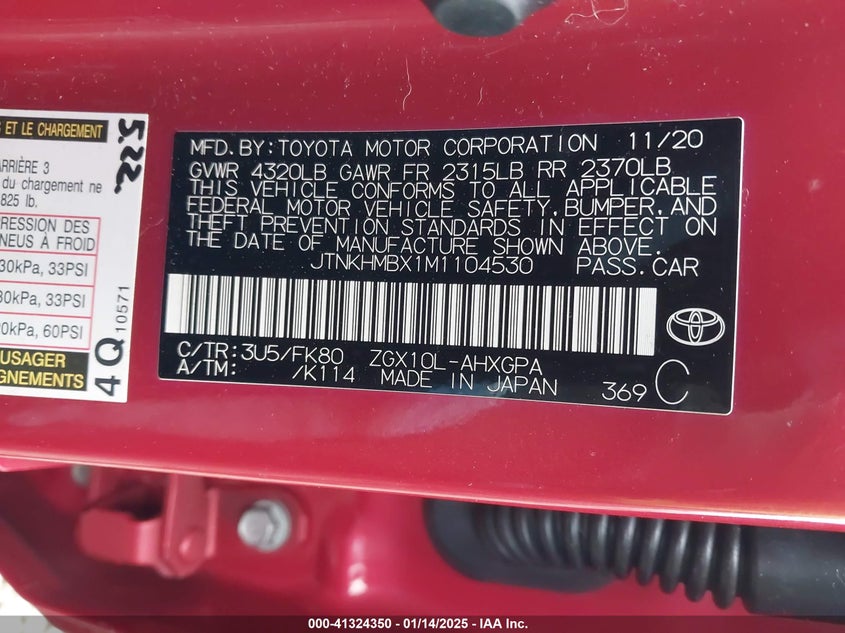 ET LE CHARGEMENT
ARRIÈRE 3
du chargement ne
825 lb.
RESSION DES
NEUS À FROID
30kPa, 33PSI
30kPa, 33PSI
20kPa, 60PSI
USAGER
IGNEMENTS
5.22.
4Q 10571
MFD.BY:TOYOTA MOTOR CORPORATION 11/20
GVWR 4320LB GAWR FR 2315LB RR 2370LB
THIS VEHICLE CONFORMS TO ALL APPLICABLE
FEDERAL MOTOR VEHICLE SAFETY,BUMPER,AND
THEFT PREVENTION STANDARDS IN EFFECT ON
THE DATE OF MANUFACTURE SHOWN ABOVE.
JTNKHMBX1M1104530 PASS.CAR
C/TR:3U5/FK80 ZGX10L-AHXGPA
A/TM: /K114 MADE IN JAPAN 369 C
000-41324350 - 01/14/2025 - IAA Inc.